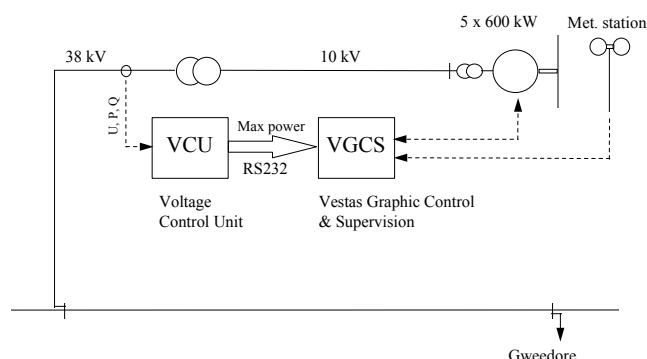 5 x 600 kW
Met. station
38 kV
10 kV
U, P, Q
VCU
Max power
RS232
VGCS
Voltage
Control Unit
Vestas Graphic Control
& Supervision
Gweedore